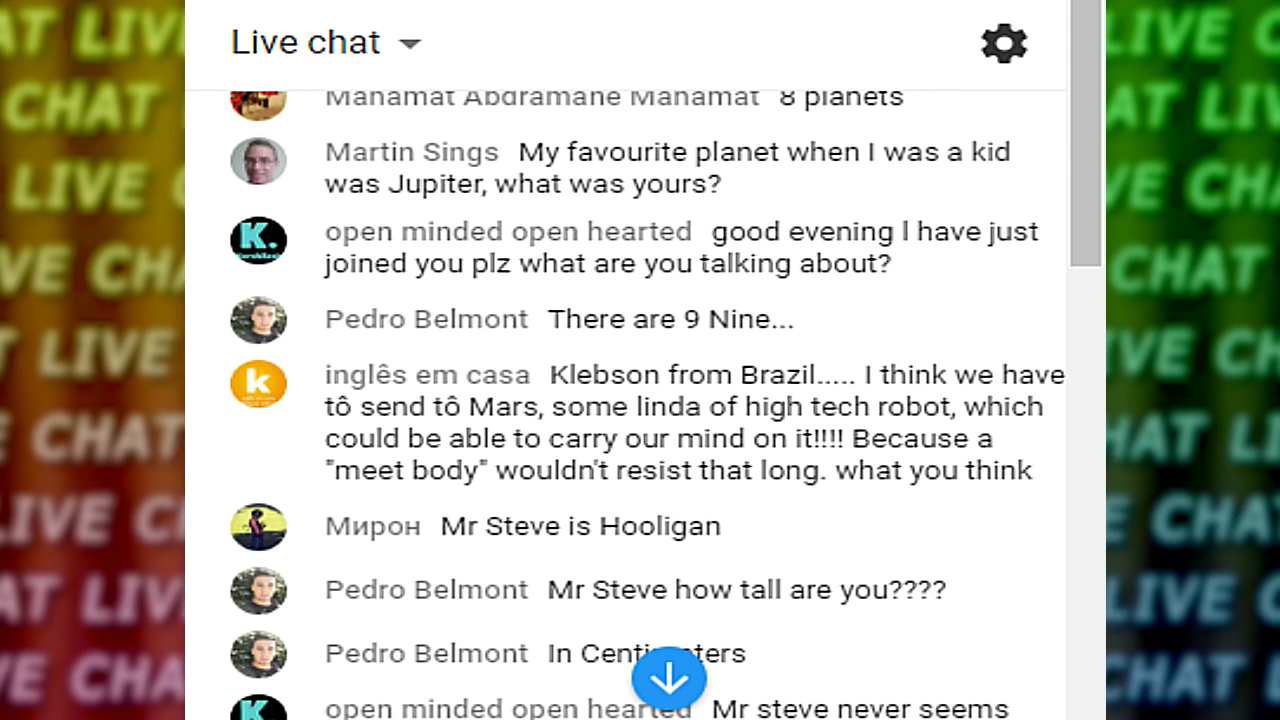 Live chat
Mahamat Abdramane Mahamat 8 planets
Martin Sings My favourite planet when I was a kid
was Jupiter, what was yours?
open minded open hearted good evening l have just
joined you plz what are you talking about?
Pedro Belmont There are 9 Nine...
inglês em casa Klebson from Brazil..... I think we have
tô send tô Mars, some linda of high tech robot, which
could be able to carry our mind on it!!!! Because a
"meet body" wouldn't resist that long. what you think
Мирон Mr Steve is Hooligan
Pedro Belmont Mr Steve how tall are you????
Pedro Belmont In
open minded open hearted Mr steve never seems